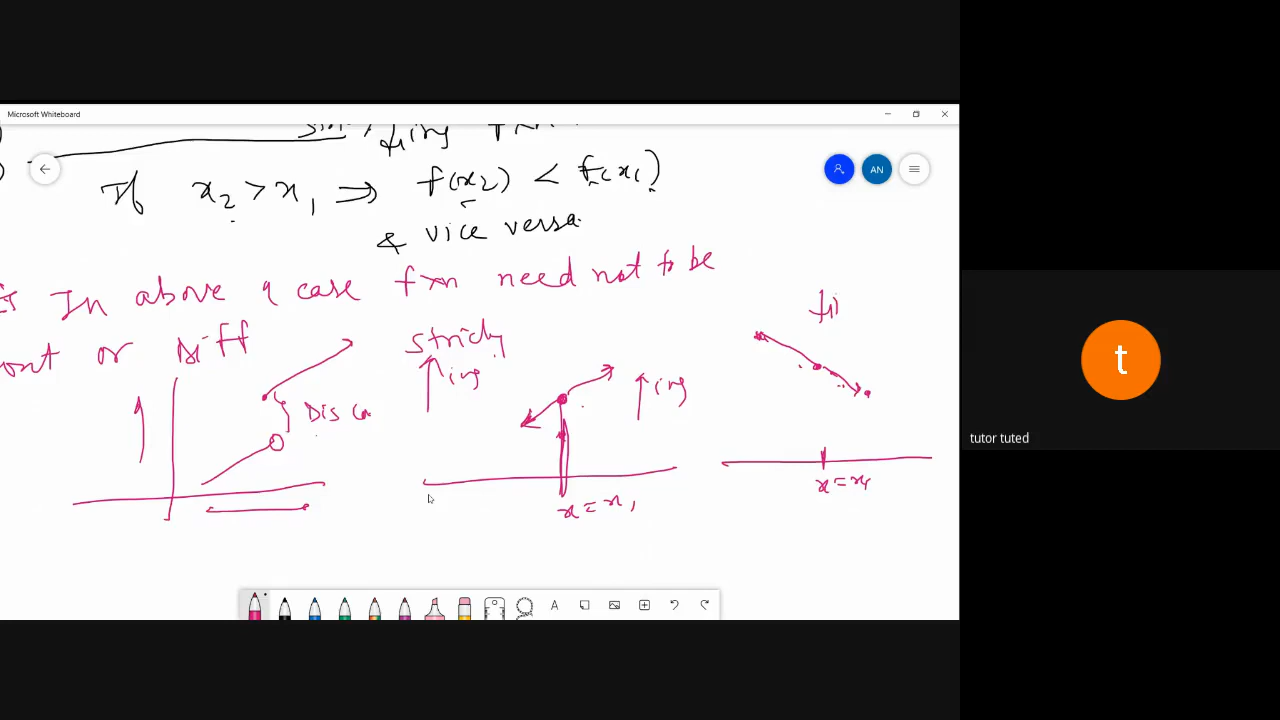 Microsoft Whiteboard
If x₂ > x₁ ⇒ f(x₂) < f(x₁)
& vice versa
AN
In above 4 case fxn need not to be
cont or Diff
strictly
↑ing
↑ing
Dis Co
x = x₁
x = x₁
A
t
tutor tuted